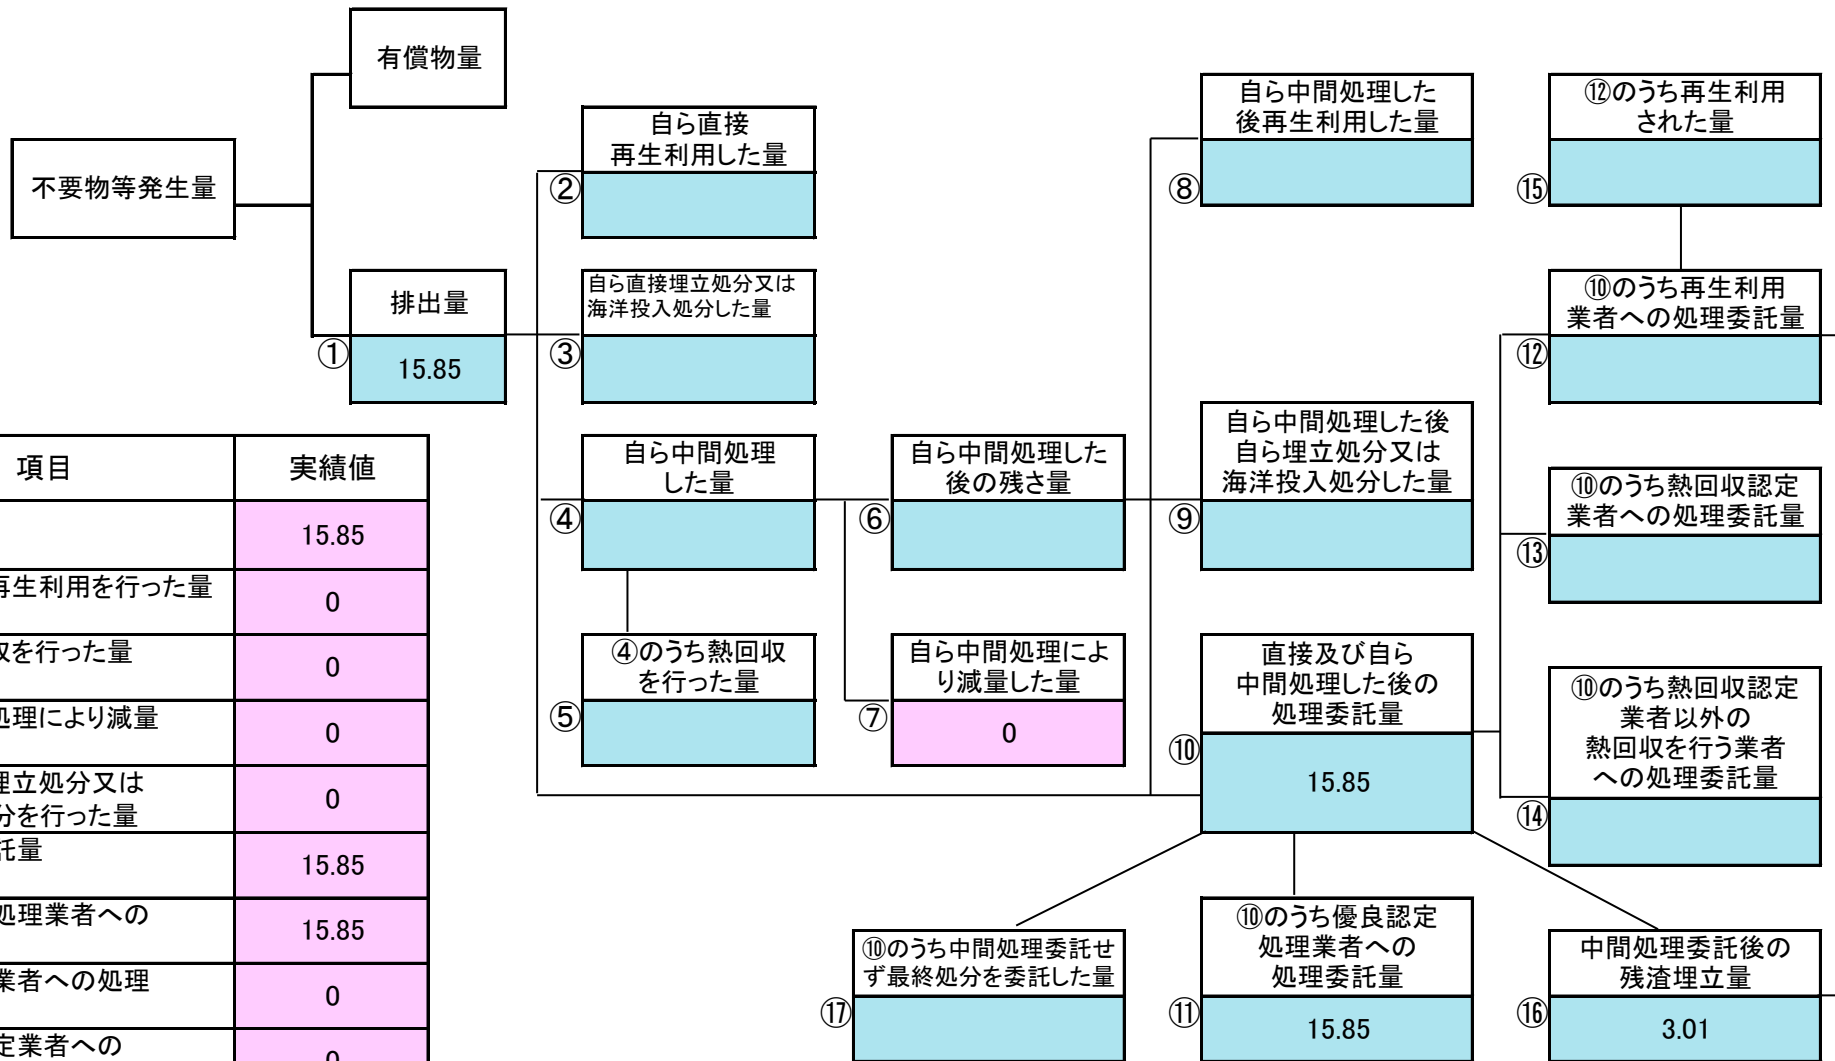 有償物量
不要物等発生量
排出量
①
15.85
自ら直接
再生利用した量
②
自ら直接埋立処分又は
海洋投入処分した量
③
自ら中間処理
した量
④
④のうち熱回収
を行った量
⑤
自ら中間処理した
後の残さ量
⑥
自ら中間処理によ
り減量した量
⑦
0
自ら中間処理した
後再生利用した量
⑧
自ら中間処理した後
自ら埋立処分又は
海洋投入処分した量
⑨
直接及び自ら
中間処理した後の
処理委託量
⑩
15.85
⑫のうち再生利用
された量
⑮
⑩のうち再生利用
業者への処理委託量
⑫
⑩のうち熱回収認定
業者への処理委託量
⑬
⑩のうち熱回収認定
業者以外の
熱回収を行う業者
への処理委託量
⑭
⑩のうち中間処理委託せ
ず最終処分を委託した量
⑰
⑩のうち優良認定
処理業者への
処理委託量
⑪
15.85
中間処理委託後の
残渣埋立量
⑯
3.01
項目 実績値
15.85
再生利用を行った量
0
収を行った量
0
処理により減量
0
埋立処分又は
分を行った量
0
託量
15.85
処理業者への
15.85
業者への処理
0
定業者への
0